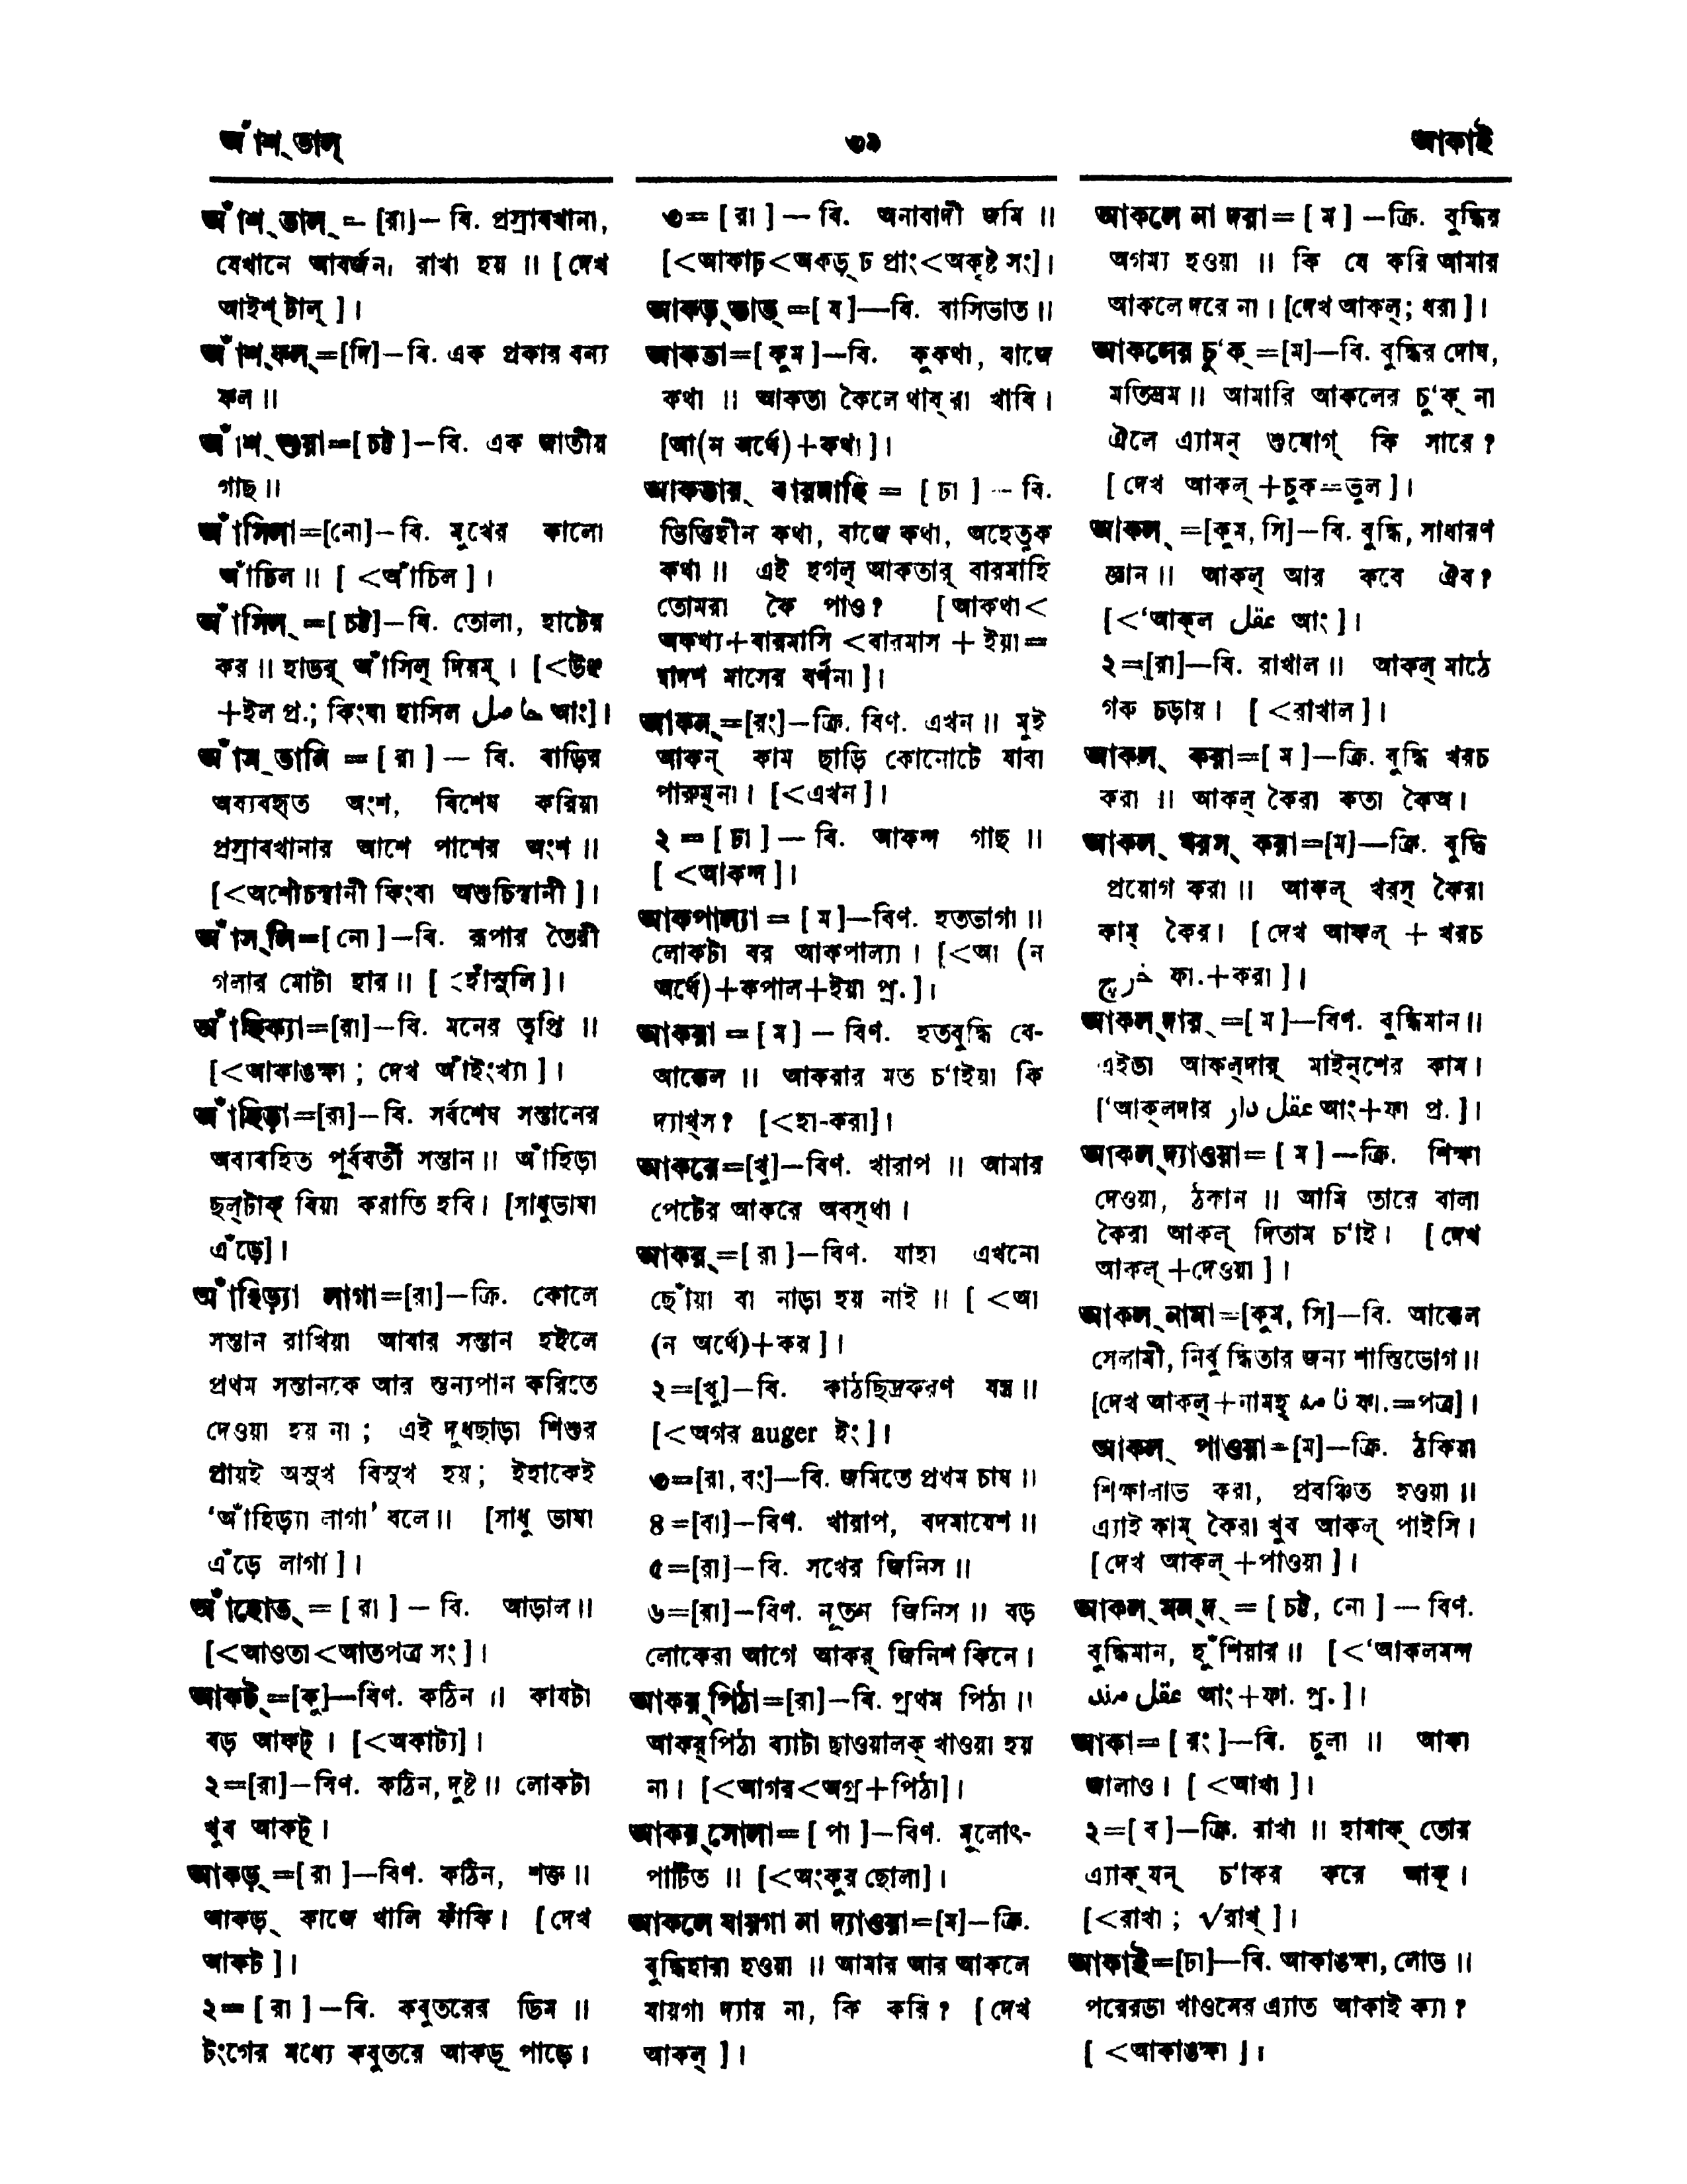 আঁশ্‌তাল্‌
৩৯
আকাই
আঁশ্‌তাল্‌ = [রা]— বি. প্রস্রাবখানা,
যেখানে আবর্জনা রাখা হয় ॥ [ দেখ
আইশ্‌টাল্‌ ]।
আঁশ্‌ফল্‌=[দি]—বি. এক প্রকার বন্য
ফল ॥
আঁশ্‌শুয়া=[ চট্ট ]—বি. এক জাতীয়
গাছ ॥
আঁসিলা=[নো]—বি. মুখের কালো
আঁচিল ॥ [ <আঁচিল ]।
আঁসিল্‌ =[ চট্ট]—বি. তোলা, হাটের
কর ॥ হাডর্‌ আঁসিল্‌ দিয়ম্‌ । [<উঞ্ছ
+ইল প্র.; কিংবা হাসিল حاصل আং]।
আঁস্‌তানি =[ রা ] — বি. বাড়ির
অব্যবহৃত অংশ, বিশেষ করিয়া
প্রস্রাবখানার আশে পাশের অংশ ॥
[<অশৌচস্থানী কিংবা অশুচিস্থানী ]।
আঁস্‌লি=[ নো ]—বি. রূপার তৈরী
গলার মোটা হার ॥ [ <হাঁসুলি ]।
আঁহিক্যা=[রা]—বি. মনের তৃপ্তি ॥
[<আকাঙক্ষা ; দেখ আঁইংখ্যা ]।
আঁহিড়া=[রা]—বি. সর্বশেষ সন্তানের
অব্যবহিত পূর্ববর্তী সন্তান ॥ আঁহিড়া
ছল্‌টাক্‌ বিয়া করাতি হবি। [সাধুভাষা
এঁড়ে]।
আঁহিড়্যা লাগা=[রা]—ক্রি. কোলে
সন্তান রাখিয়া আবার সন্তান হইলে
প্রথম সন্তানকে আর স্তন্যপান করিতে
দেওয়া হয় না ; এই দুধছাড়া শিশুর
প্রায়ই অসুখ বিসুখ হয় ; ইহাকেই
‘আঁহিড়্যা লাগা’ বলে ॥ [সাধু ভাষা
এঁড়ে লাগা ]।
আঁহোত্‌ = [ রা ] — বি. আড়াল ॥
[<আওতা<আতপত্র সং ]।
আকট্‌=[কু]—বিণ. কঠিন ॥ কাযটা
বড় আকট্‌ । [<অকাট্য]।
২=[রা]—বিণ. কঠিন, দুষ্ট ॥ লোকটা
খুব আকট্‌ ।
আকড়্‌ =[ রা ]—বিণ. কঠিন, শক্ত ॥
আকড়্‌ কাজে খালি ফাঁকি। [ দেখ
আকট ]।
২= [ রা ] —বি. কবুতরের ডিম ॥
টংগের মধ্যে কবুতরে আকড়্‌ পাড়ে।
৩= [ রা ] — বি. অনাবাদী জমি ॥
[<আকাঢ়<অকড়্‌ঢ প্রাং<অকৃষ্ট সং]।
আকড়্‌ভাত্‌ =[ ম ]—বি. বাসিভাত ॥
আকতা=[ কুম ]—বি. কুকথা, বাজে
কথা ॥ আকতা কৈলে থাব্‌রা খাবি।
[আ(ন অর্থে)+কথা ]।
আকতার্‌ বারমাহি = [ ঢা ] — বি.
ভিত্তিহীন কথা, বাজে কথা, অহেতুক
কথা ॥ এই হগল্‌ আকতার্‌ বারমাহি
তোমরা কৈ পাও? [ আকথা<
অকথ্য+বারমাসি <বারমাস + ইয়া=
দ্বাদশ মাসের বর্ণনা ]।
আকন্‌=[রং]—ক্রি. বিণ. এখন ॥ মুই
আকন্‌ কাম ছাড়ি কোনোটে যাবা
পারুম্‌না। [<এখন ]।
২ = [ ঢা ] — বি. আকন্দ গাছ ॥
[ <আকন্দ ]।
আকপাল্যা = [ ম ]—বিণ. হতভাগা ॥
লোকটা বর আকপাল্যা। [<আ (ন
অর্থে)+কপাল+ইয়া প্র. ]।
আকরা = [ ম ] — বিণ. হতবুদ্ধি বে-
আক্কেল ॥ আকরার মত চ'াইয়া কি
দ্যাখ্‌স? [<হা-করা]।
আকরে=[খু]—বিণ. খারাপ ॥ আমার
পেটের আকরে অবস্‌থা।
আকর্‌=[ রা ]—বিণ. যাহা এখনো
ছোঁয়া বা নাড়া হয় নাই ॥ [ <আ
(ন অর্থে)+কর ]।
২=[খু]—বি. কাঠছিদ্রকরণ যন্ত্র ॥
[<অগর auger ইং ]।
৩=[রা, বং]—বি. জমিতে প্রথম চাষ ॥
৪=[বা]—বিণ. খারাপ, বদমায়েশ ॥
৫=[রা]—বি. সখের জিনিস ॥
৬=[রা]—বিণ. নূতন জিনিস ॥ বড়
লোকেরা আগে আকর্‌ জিনিশ কিনে।
আকর্‌পিঠা=[রা]—বি. প্রথম পিঠা ॥
আকর্‌পিঠা ব্যাটা ছাওয়ালক্‌ খাওয়া হয়
না। [<আগর<অগ্র+পিঠা]।
আকর্‌সোলা=[ পা ]—বিণ. মূলোৎ-
পাটিত ॥ [<অংকুর ছোলা]।
আকলে যায়গা না দ্যাওয়া=[ম]—ক্রি.
বুদ্ধিহারা হওয়া ॥ আমার আর আকলে
যায়গা দ্যায় না, কি করি? [ দেখ
আকল্‌ ]।
আকলে না দরা=[ ম ] —ক্রি. বুদ্ধির
অগম্য হওয়া ॥ কি যে করি আমার
আকলে দরে না। [দেখ আকল্‌; ধরা ]।
আকলের চু'ক্‌ =[ম]—বি. বুদ্ধির দোষ,
মতিভ্রম ॥ আমারি আকলের চু'ক্‌ না
ঐলে এ্যামন্‌ শুযোগ্‌ কি সারে?
[ দেখ আকল্‌ +চুক=ভুল ]।
আকল্‌ =[কুম, সি]—বি. বুদ্ধি, সাধারণ
জ্ঞান ॥ আকল্‌ আর কবে ঐব?
[<‘আক্‌ল عقل আং ]।
২=[রা]—বি. রাখাল ॥ আকল্‌ মাঠে
গরু চড়ায়। [ <রাখাল ]।
আকল্‌ করা=[ ম ]—ক্রি. বুদ্ধি খরচ
করা ॥ আকল্‌ কৈরা কতা কৈঅ।
আকল্‌ খরস্‌ করা=[ম]—ক্রি. বুদ্ধি
প্রয়োগ করা ॥ আকল্‌ খরস্‌ কৈরা
কাম্‌ কৈর। [ দেখ আক্কল্‌ + খরচ
خرچ ফা.+করা ]।
আকল্‌দার্‌ =[ ম ]—বিণ. বুদ্ধিমান ॥
এইডা আকল্‌দার্‌ মাইন্‌শের কাম।
[‘আক্‌লদার عقل دار আং+ফা প্র. ]।
আকল্‌দ্যাওয়া= [ ম ] —ক্রি. শিক্ষা
দেওয়া, ঠকান ॥ আমি তারে বালা
কৈরা আকল্‌ দিতাম চ'াই। [ দেখ
আকল্‌ +দেওয়া ]।
আকল্‌নামা=[কুম, সি]—বি. আক্কেল
সেলামী, নির্বুদ্ধিতার জন্য শাস্তিভোগ ॥
[দেখ আকল্‌+নামহ্‌ نامه ফা.=পত্র]।
আকল্‌ পাওয়া=[ম]—ক্রি. ঠকিয়া
শিক্ষালাভ করা, প্রবঞ্চিত হওয়া ॥
এ্যাই কাম্‌ কৈরা খুব আকল্‌ পাইসি।
[ দেখ আকল্‌ +পাওয়া ]।
আকল্‌মন্‌দ্‌ = [ চট্ট, নো ] — বিণ.
বুদ্ধিমান, হুঁশিয়ার ॥ [<‘আকলমন্দ
عقل مند আং+ফা. প্র. ]।
আকা= [ রং ]—বি. চুলা ॥ আকা
জালাও। [ <আখা ]।
২=[ ব ]—ক্রি. রাখা ॥ হামাক্‌ তোর
এ্যাক্‌যন্‌ চ'াকর করে আক্‌।
[<রাখা ; √রাখ্‌ ]।
আকাই=[ঢা]—বি. আকাঙক্ষা, লোভ ॥
পরেরডা খাওনের এ্যাত আকাই ক্যা?
[ <আকাঙক্ষা ]।